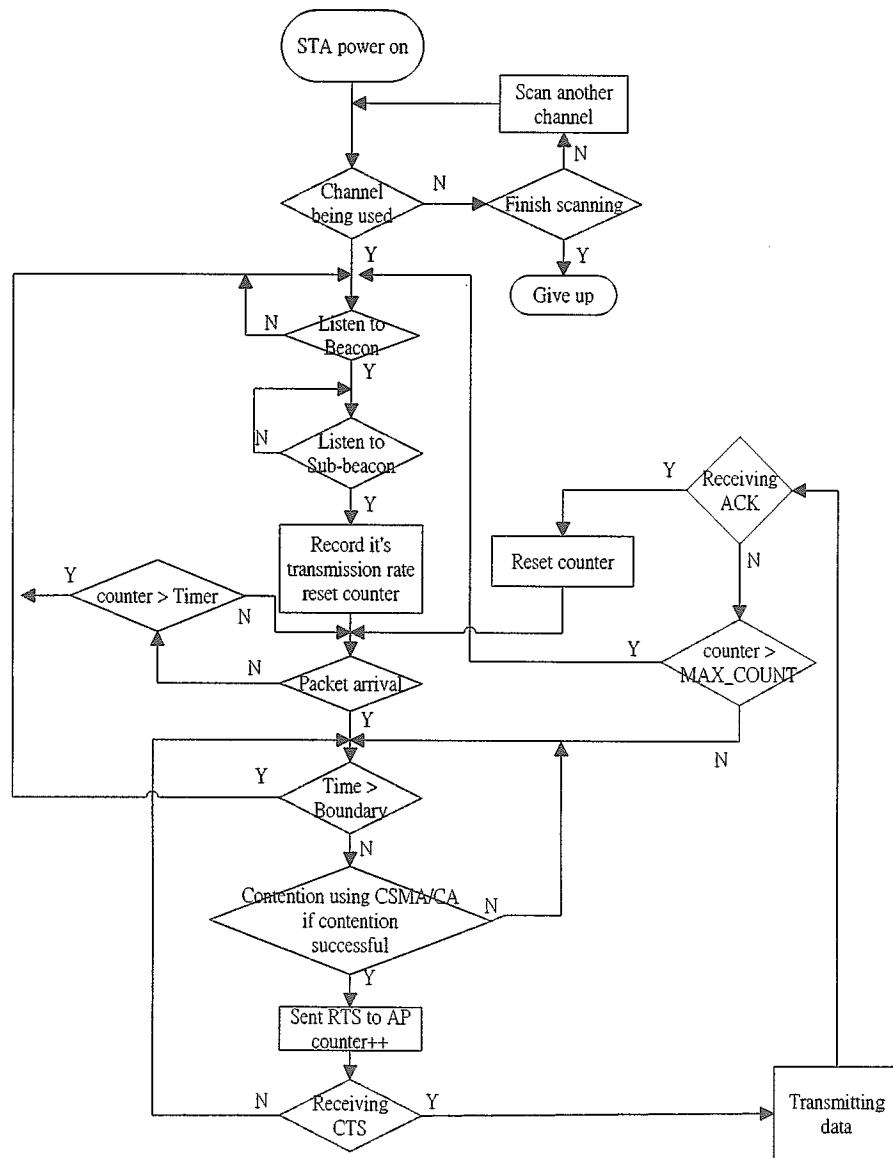 STA power on
Scan another
channel
N
Channel
being used
N
Finish scanning
Y
Y
Give up
N
Listen to
Beacon
Y
N
Listen to
Sub-beacon
Y
Y
Receiving
ACK
Record it's
transmission rate
reset counter
Reset counter
N
Y
counter > Timer
N
Y
counter >
MAX_COUNT
N
Packet arrival
Y
N
Y
Time >
Boundary
N
Contention using CSMA/CA
if contention
successful
N
Y
Sent RTS to AP
counter++
N
Receiving
CTS
Y
Transmitting
data